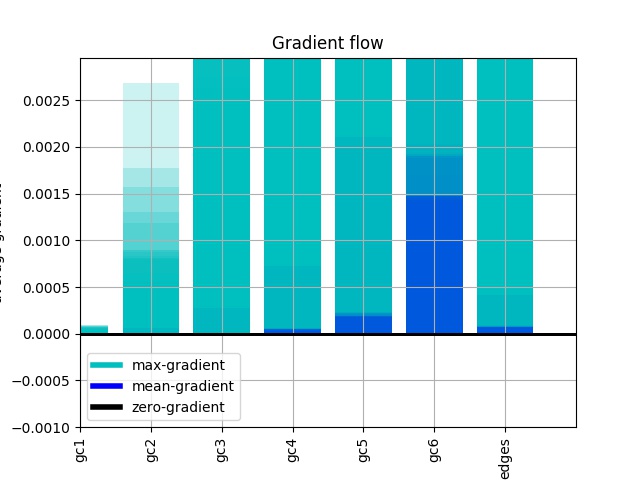 Gradient flow
0.0025
0.0020
0.0015
0.0010
0.0005
0.0000
−0.0005
−0.0010
max-gradient
mean-gradient
zero-gradient
gc1
gc2
gc3
gc4
gc5
gc6
edges